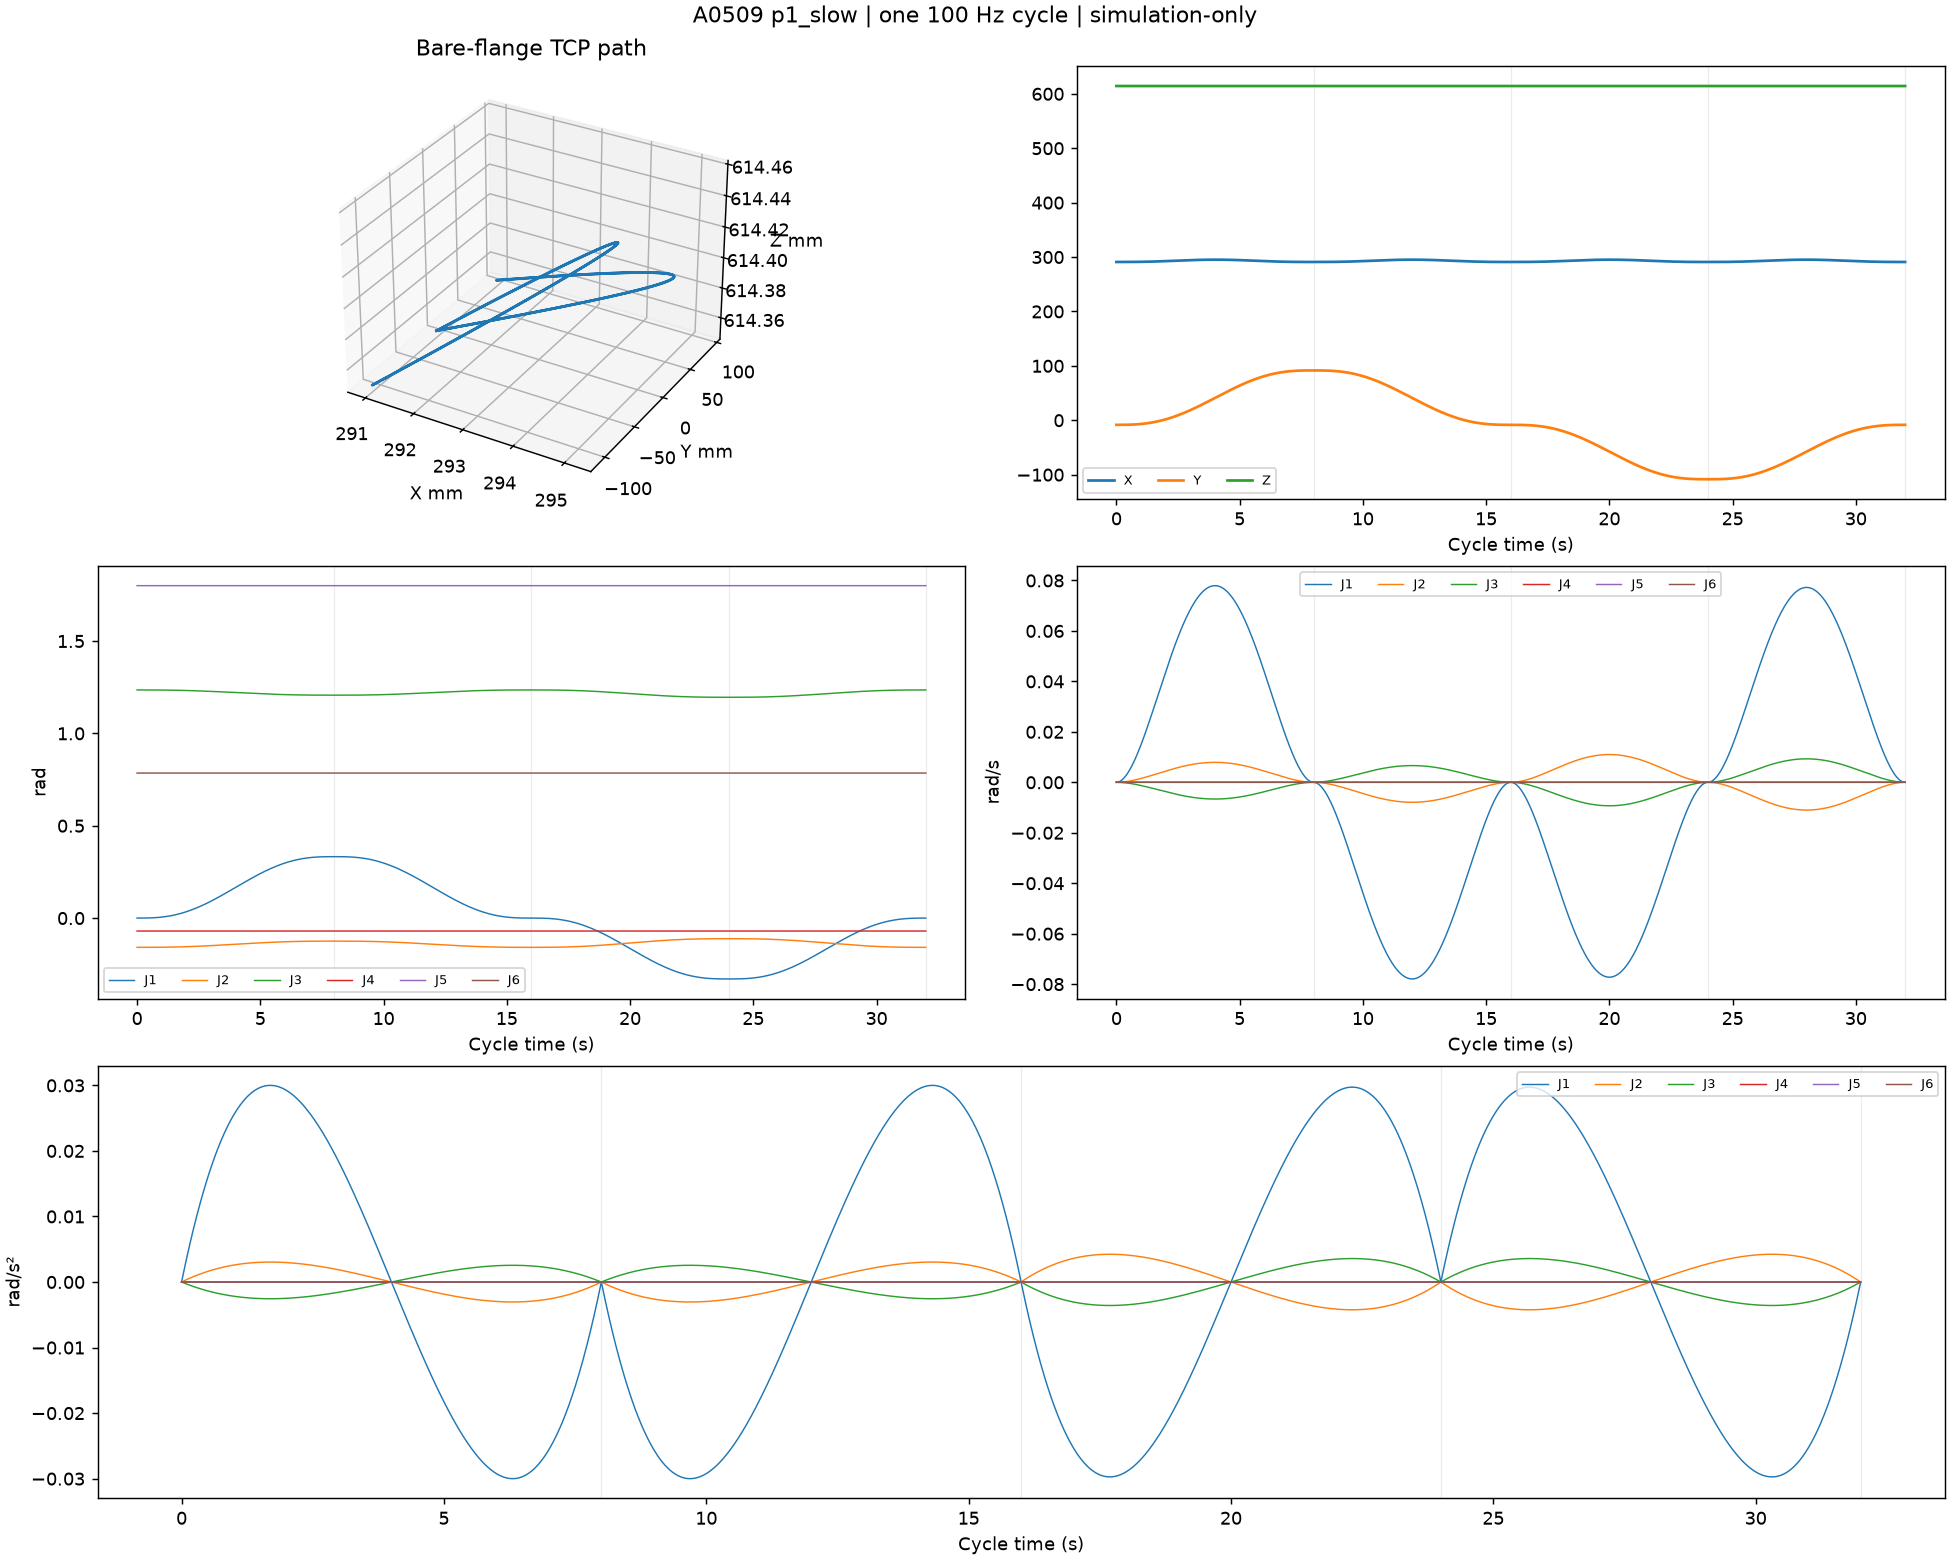 A0509 p1_slow | one 100 Hz cycle | simulation-only
Bare-flange TCP path
614.46
614.44
614.42
Z mm
614.40
614.38
614.36
100
50
0
−50
−100
Y mm
291
292
293
294
295
X mm
600
500
400
300
200
100
0
−100
X Y Z
0 5 10 15 20 25 30
Cycle time (s)
1.5
1.0
0.5
0.0
rad
J1 J2 J3 J4 J5 J6
0 5 10 15 20 25 30
Cycle time (s)
J1 J2 J3 J4 J5 J6
0.08
0.06
0.04
0.02
0.00
−0.02
−0.04
−0.06
−0.08
rad/s
0 5 10 15 20 25 30
Cycle time (s)
J1 J2 J3 J4 J5 J6
0.03
0.02
0.01
0.00
−0.01
−0.02
−0.03
rad/s²
0 5 10 15 20 25 30
Cycle time (s)